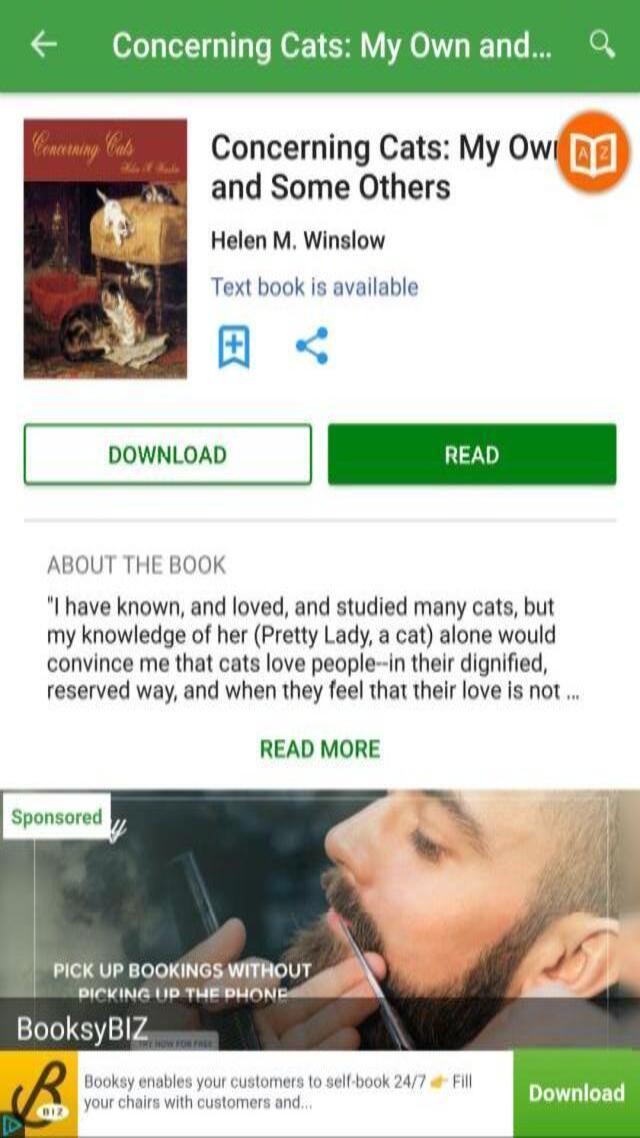 Concerning Cats: My Own and...
Concerning Cats
Concerning Cats: My Ow
and Some Others
A Z
Helen M. Winslow
Text book is available
DOWNLOAD
READ
ABOUT THE BOOK
"I have known, and loved, and studied many cats, but
my knowledge of her (Pretty Lady, a cat) alone would
convince me that cats love people--in their dignified,
reserved way, and when they feel that their love is not ...
READ MORE
Sponsored
y
PICK UP BOOKINGS WITHOUT
PICKING UP THE PHONE
BooksyBIZ
TRY NOW FOR FREE
B
BIZ
Booksy enables your customers to self-book 24/7 👉 Fill
your chairs with customers and...
Download